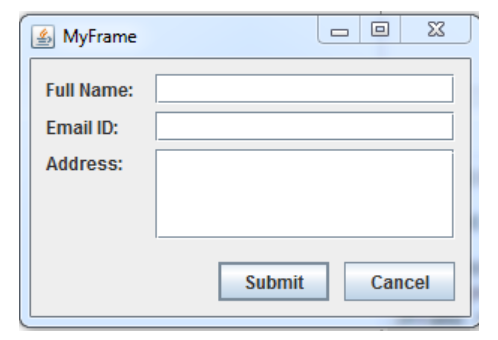 MyFrame
Full Name:
Email ID:
Address:
Submit Cancel